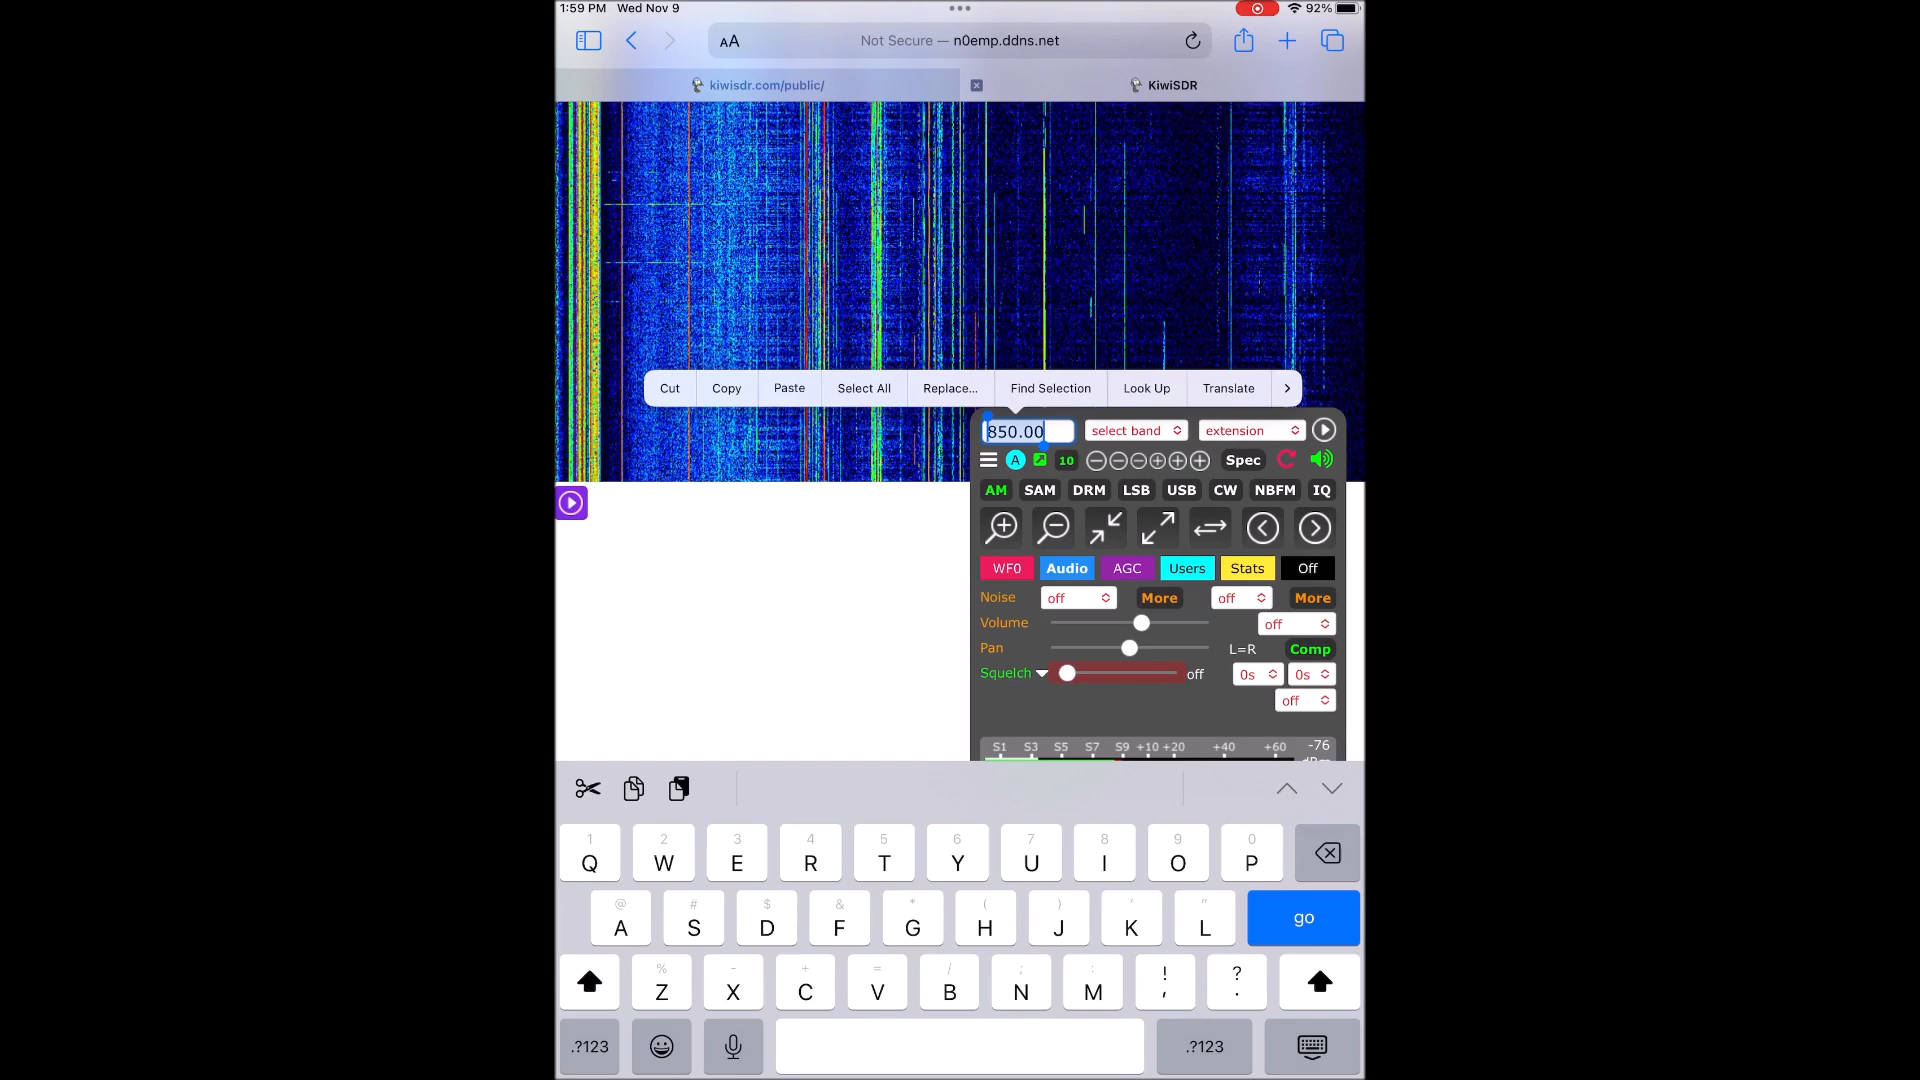 1:59 PM Wed Nov 9 92%
AA Not Secure — n0emp.ddns.net
kiwisdr.com/public/ KiwiSDR
Cut Copy Paste Select All Replace... Find Selection Look Up Translate
850.00 select band extension
A 10 Spec
AM SAM DRM LSB USB CW NBFM IQ
WF0 Audio AGC Users Stats Off
Noise off More off More
Volume off
Pan L=R Comp
Squelch off 0s 0s
off
S1 S3 S5 S7 S9 +10 +20 +40 +60 -76
dBm
1 2 3 4 5 6 7 8 9 0
Q W E R T Y U I O P
@ # $ & * ( ) ' "
A S D F G H J K L go
% - + = / ; : ! ?
Z X C V B N M , .
.?123 .?123